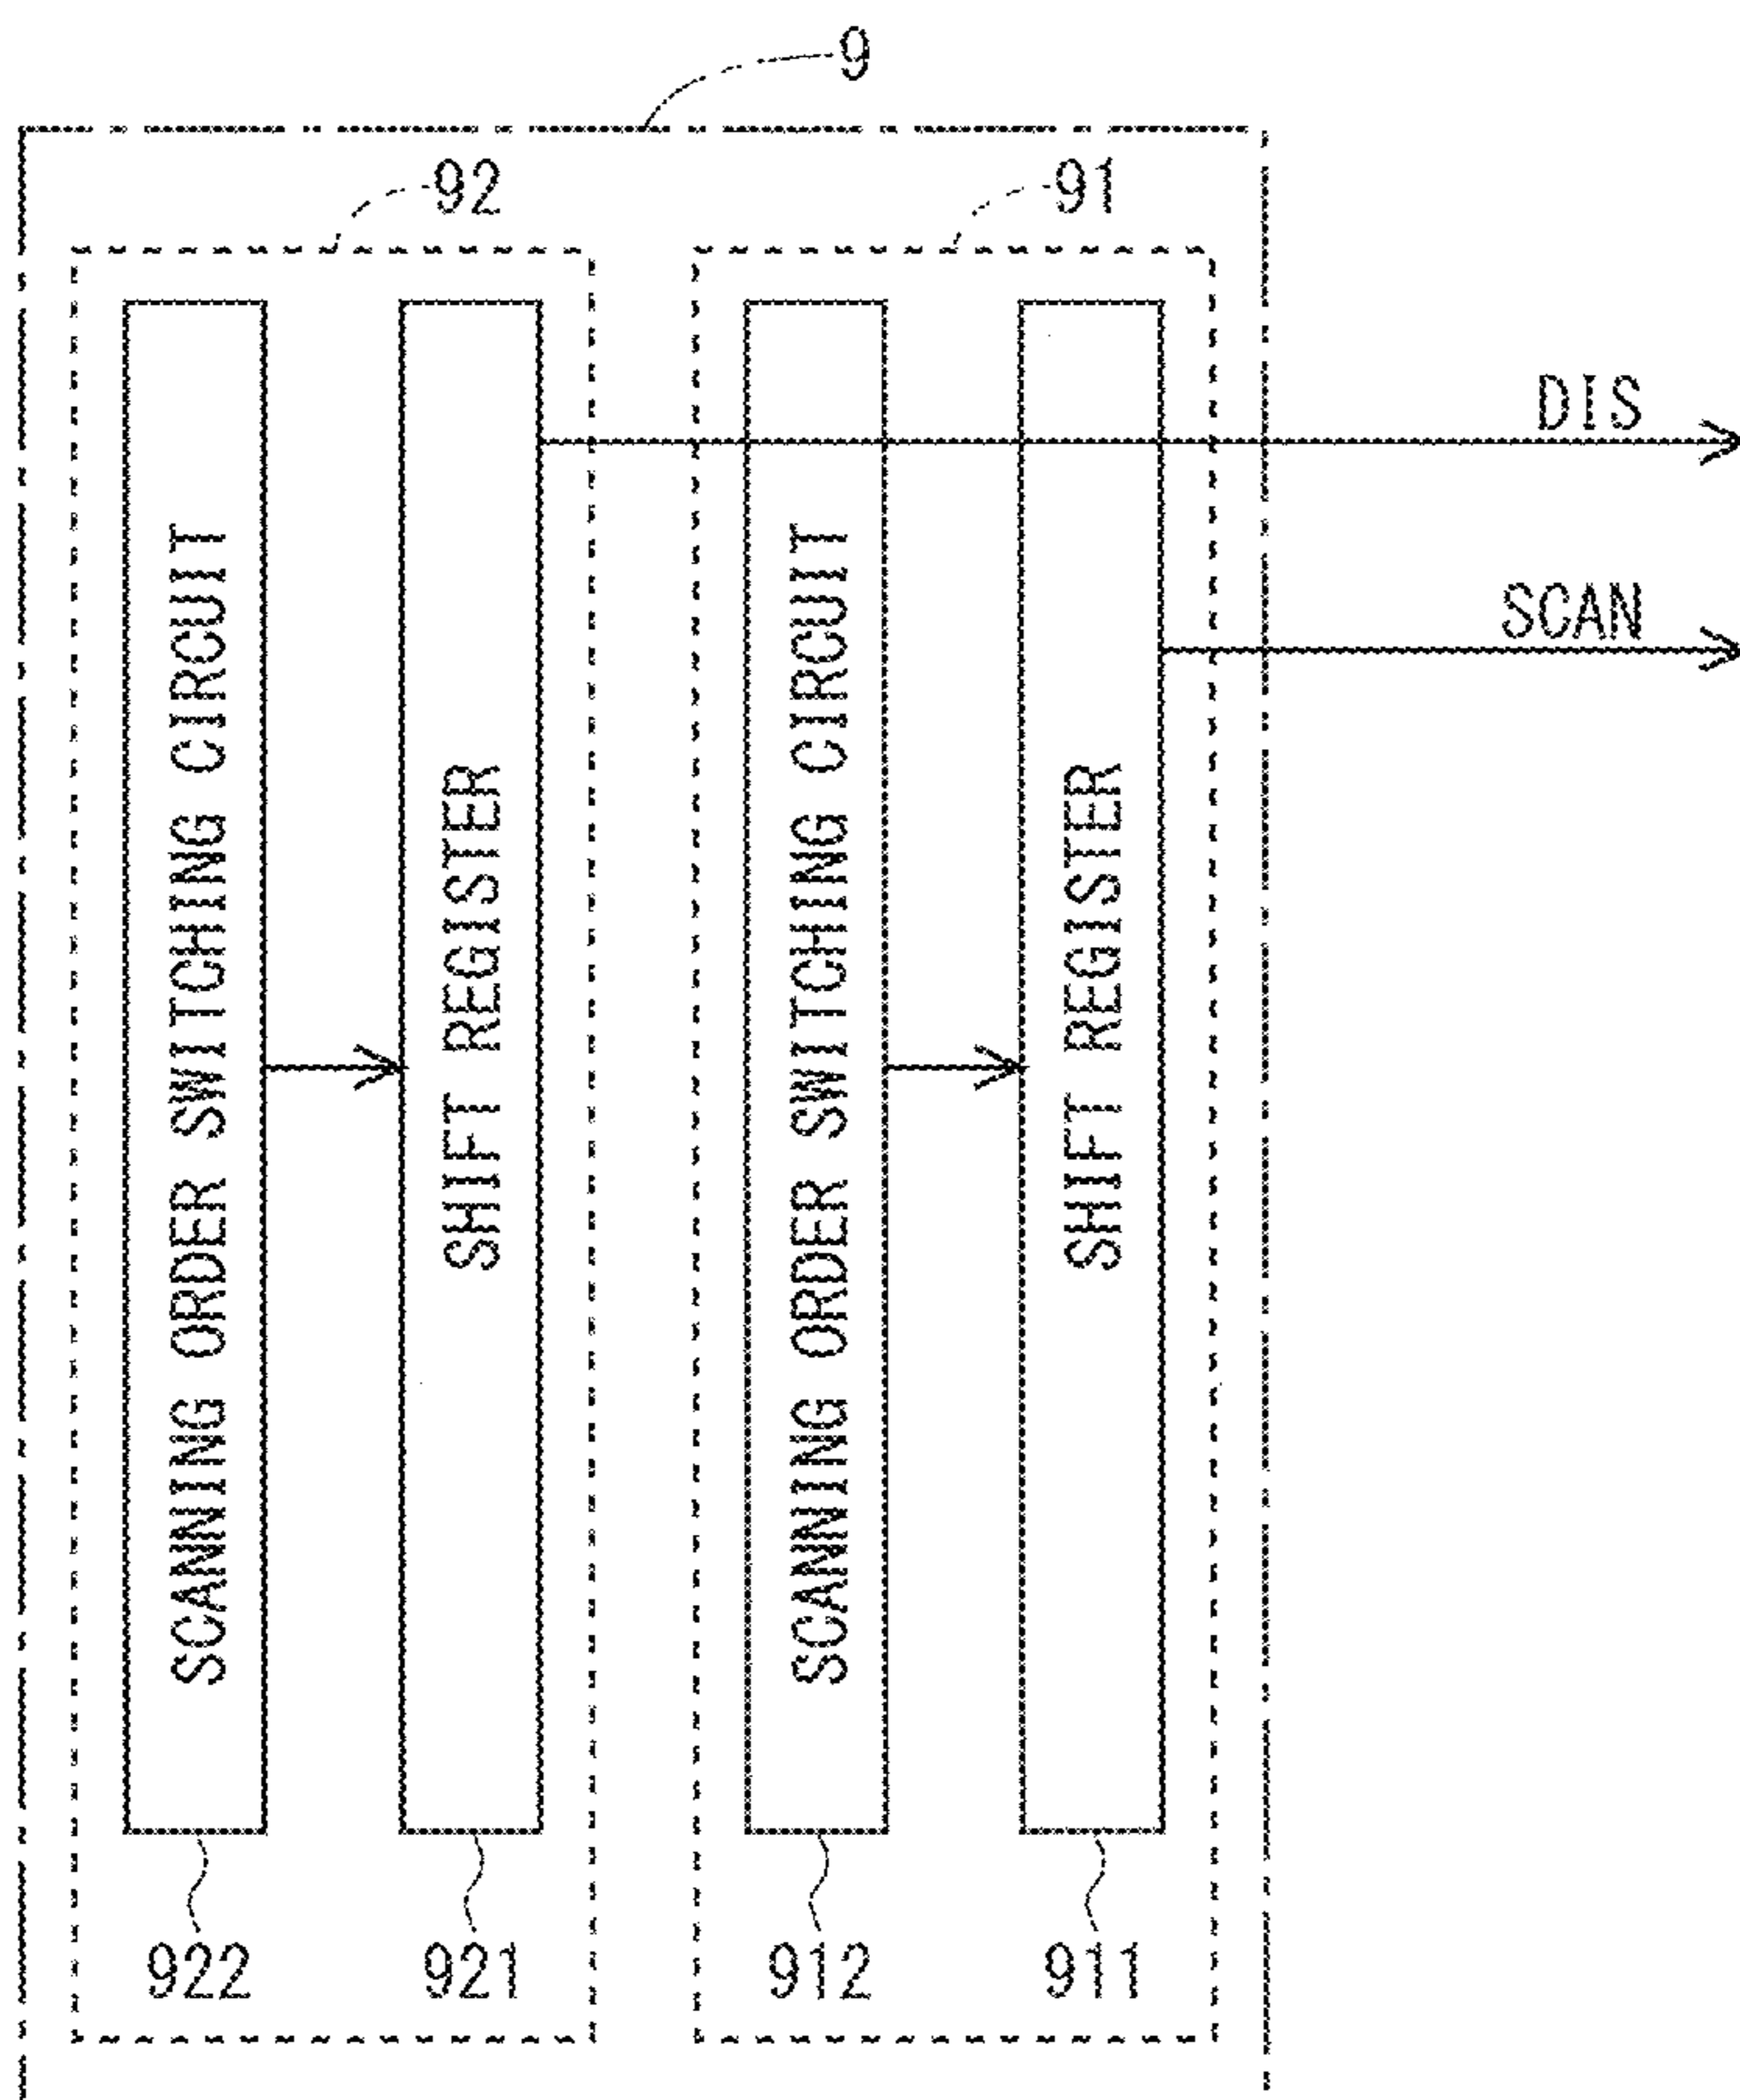 9
92
91
DIS
SCAN
SCANNING ORDER SWITCHING CIRCUIT
SHIFT REGISTER
SCANNING ORDER SWITCHING CIRCUIT
SHIFT REGISTER
922
921
912
911